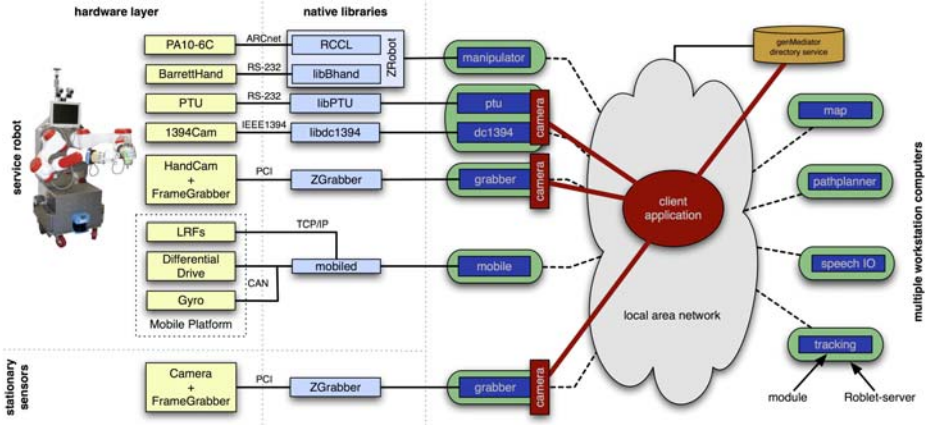 hardware layer
native libraries
service robot
PA10-6C
ARCnet
RCCL
ZRobot
manipulator
BarrettHand
RS-232
libBhand
PTU
RS-232
libPTU
ptu
camera
1394Cam
IEEE1394
libdc1394
dc1394
HandCam
+
FrameGrabber
PCI
ZGrabber
grabber
camera
LRFs
TCP/IP
Differential
Drive
CAN
mobiled
mobile
Gyro
Mobile Platform
stationary
sensors
Camera
+
FrameGrabber
PCI
ZGrabber
grabber
camera
client
application
local area network
genMediator
directory service
map
pathplanner
speech IO
tracking
module
Roblet-server
multiple workstation computers